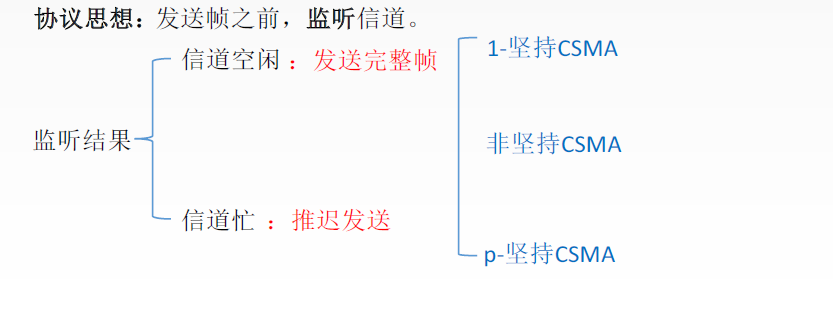 协议思想：发送帧之前，监听信道。
信道空闲：发送完整帧
监听结果
信道忙：推迟发送
1-坚持CSMA
非坚持CSMA
p-坚持CSMA